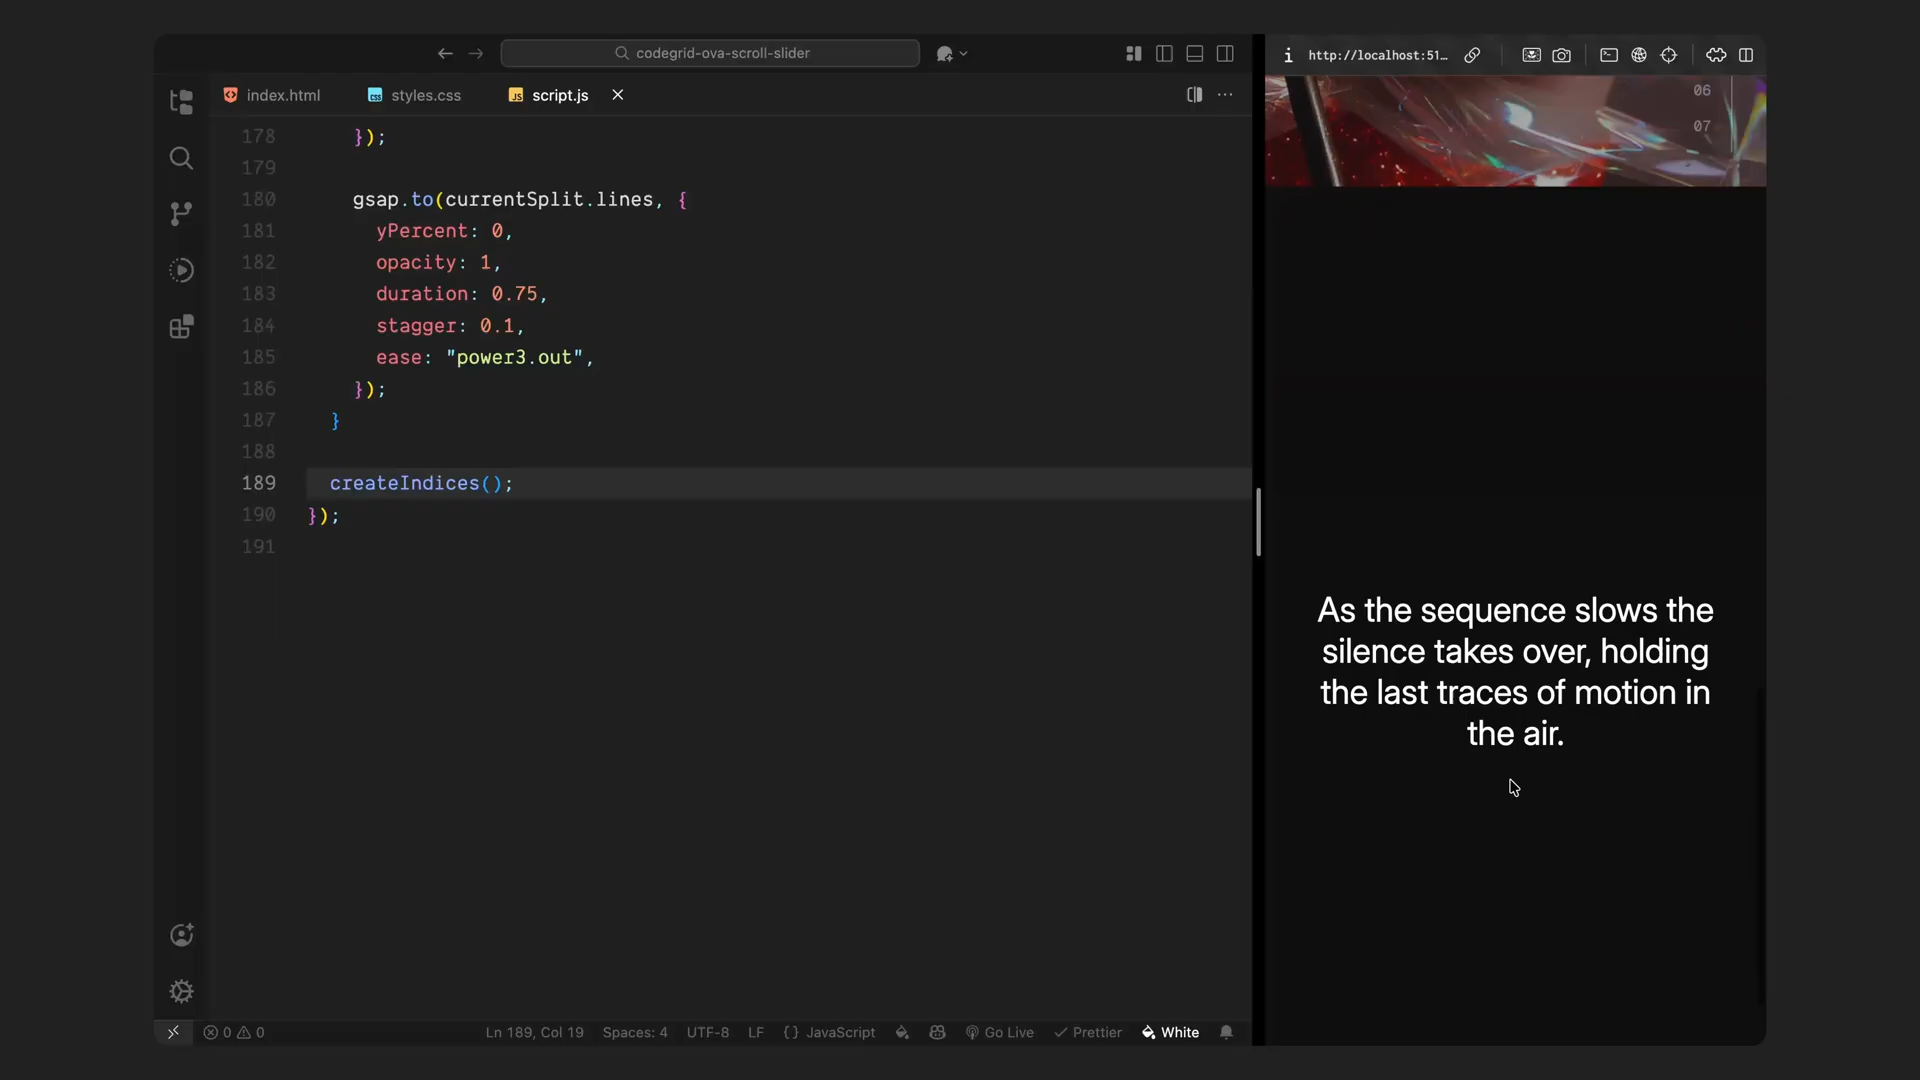 codegrid-ova-scroll-slider
index.html
styles.css
script.js
178 });
179
180 gsap.to(currentSplit.lines, {
181 yPercent: 0,
182 opacity: 1,
183 duration: 0.75,
184 stagger: 0.1,
185 ease: "power3.out",
186 });
187 }
188
189 createIndices();
190 });
191
0 0
Ln 189, Col 19
Spaces: 4
UTF-8
LF
{} JavaScript
Go Live
Prettier
White
http://localhost:51...
06
07
As the sequence slows the
silence takes over, holding
the last traces of motion in
the air.